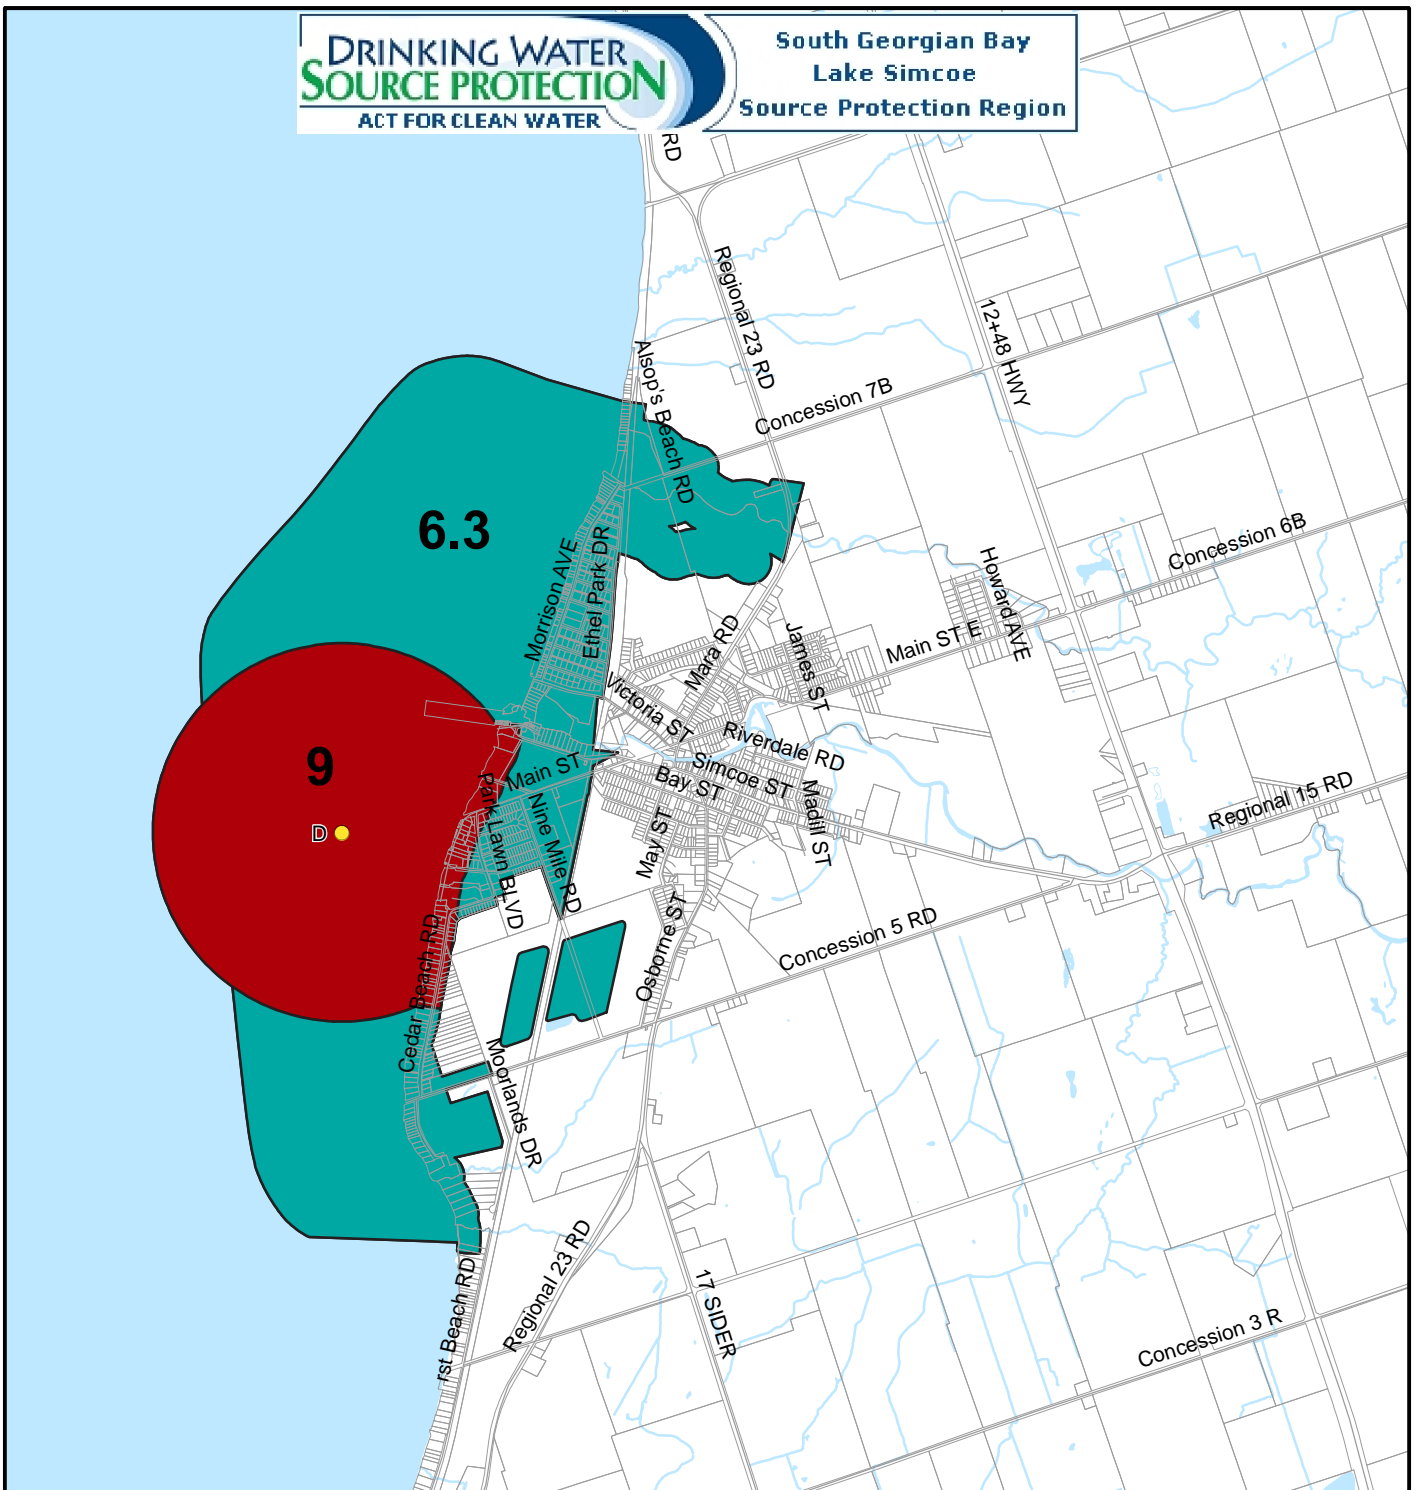 DRINKING WATER
SOURCE PROTECTION
ACT FOR CLEAN WATER
South Georgian Bay
Lake Simcoe
Source Protection Region
RD
Regional 23 RD
12+48 HWY
Alsop's Beach RD
Concession 7B
6.3
Concession 6B
Morrison AVE
Ethel Park DR
Howard AVE
Mara RD
James ST
Main ST E
Victoria ST
Riverdale RD
9
Main ST
Simcoe ST
Bay ST
D
Park Lawn BLVD
Nine Mile RD
May ST
Madill ST
Regional 15 RD
Cedar Beach RD
Osborne ST
Concession 5 RD
Moorlands DR
Regional 23 RD
rst Beach RD
17 SIDER
Concession 3 R